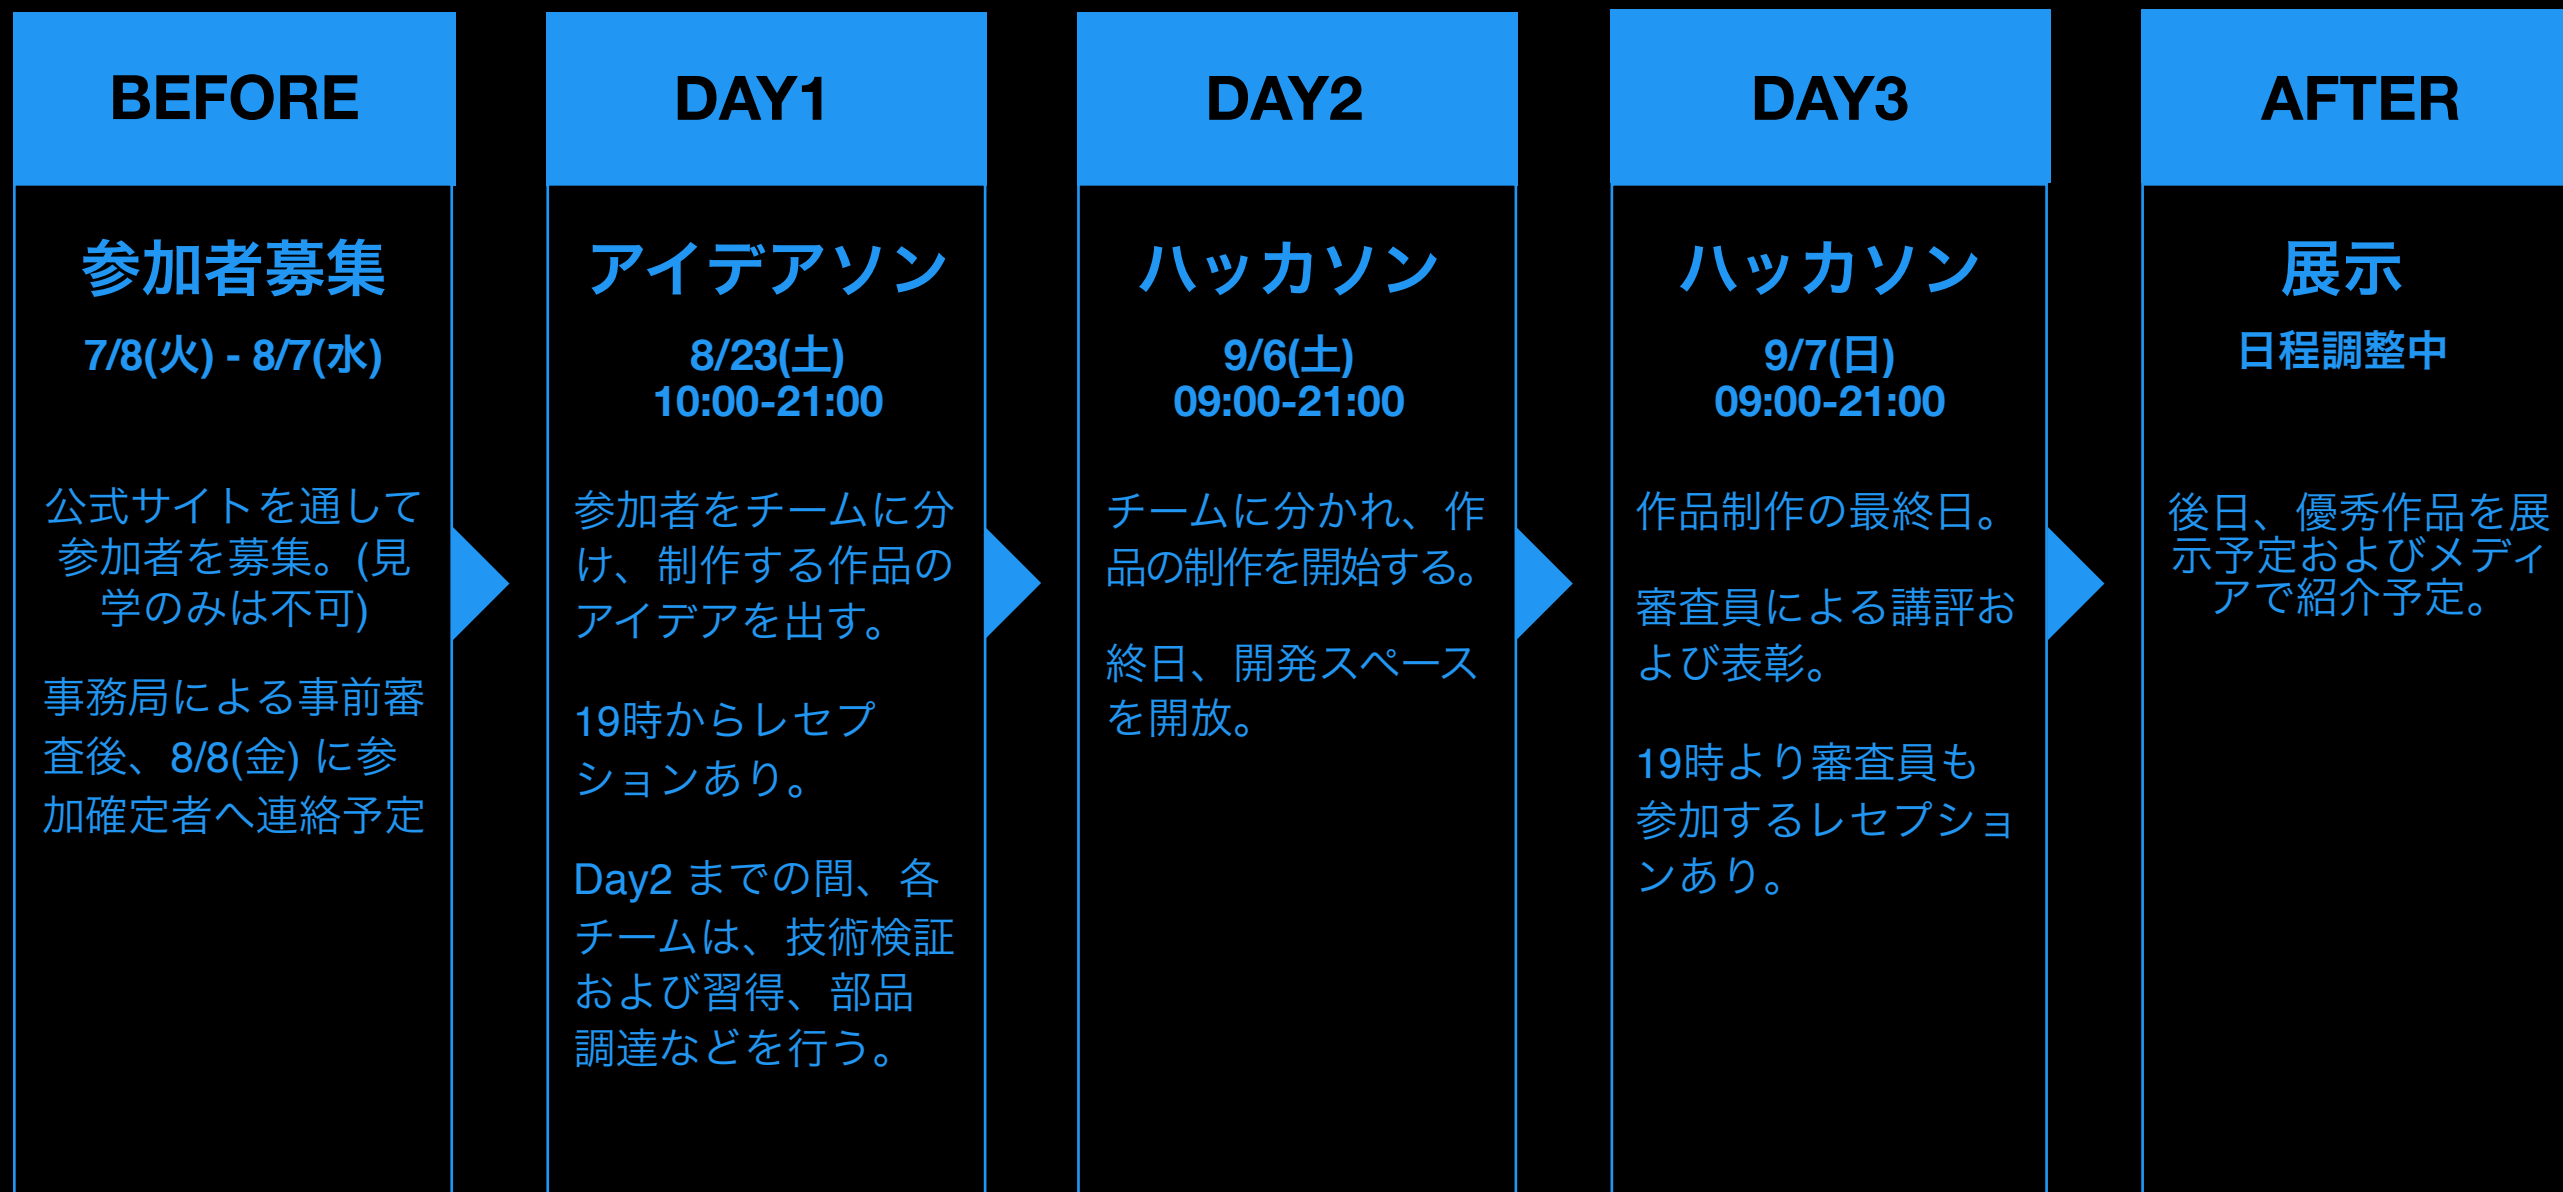 BEFORE
参加者募集
7/8(火) - 8/7(水)
公式サイトを通して
参加者を募集。(見
学のみは不可)
事務局による事前審
査後、8/8(金) に参
加確定者へ連絡予定
DAY1
アイデアソン
8/23(土)
10:00-21:00
参加者をチームに分
け、制作する作品の
アイデアを出す。
19時からレセプ
ションあり。
Day2 までの間、各
チームは、技術検証
および習得、部品
調達などを行う。
DAY2
ハッカソン
9/6(土)
09:00-21:00
チームに分かれ、作
品の制作を開始する。
終日、開発スペース
を開放。
DAY3
ハッカソン
9/7(日)
09:00-21:00
作品制作の最終日。
審査員による講評お
よび表彰。
19時より審査員も
参加するレセプショ
ンあり。
AFTER
展示
日程調整中
後日、優秀作品を展
示予定およびメディ
アで紹介予定。